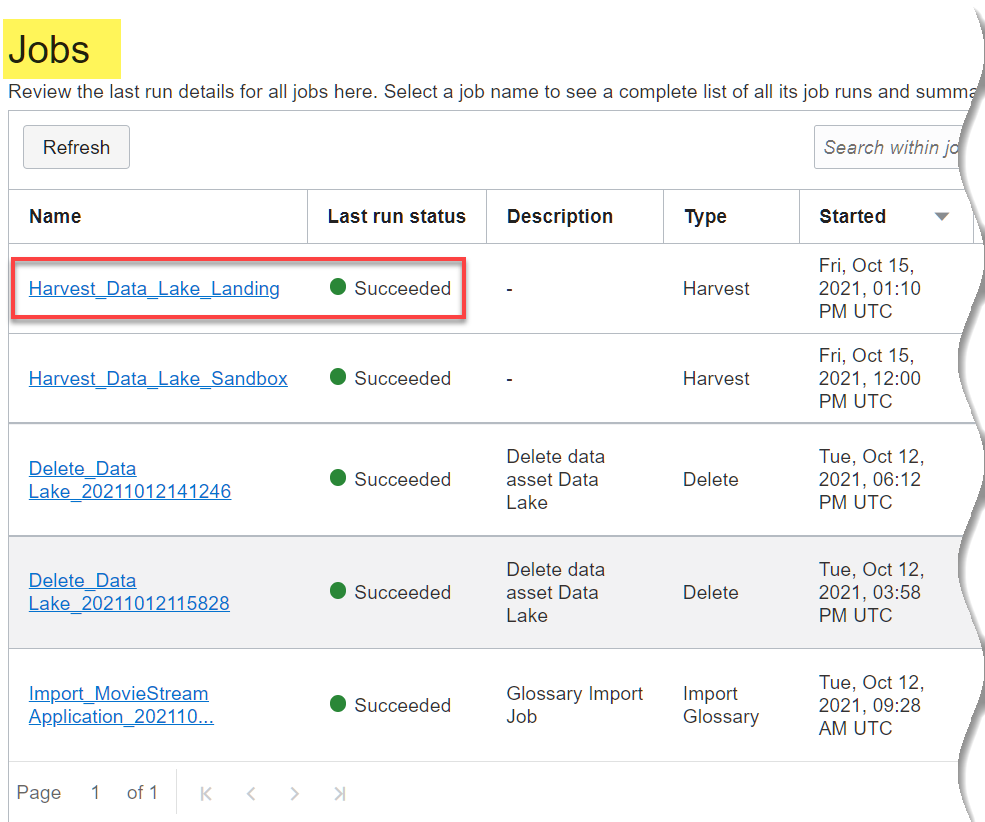 Jobs
Review the last run details for all jobs here. Select a job name to see a complete list of all its job runs and summa
Refresh
Search within jo
Name Last run status Description Type Started
Harvest_Data_Lake_Landing Succeeded - Harvest Fri, Oct 15, 2021, 01:10 PM UTC
Harvest_Data_Lake_Sandbox Succeeded - Harvest Fri, Oct 15, 2021, 12:00 PM UTC
Delete_Data Lake_20211012141246 Succeeded Delete data asset Data Lake Delete Tue, Oct 12, 2021, 06:12 PM UTC
Delete_Data Lake_20211012115828 Succeeded Delete data asset Data Lake Delete Tue, Oct 12, 2021, 03:58 PM UTC
Import_MovieStream Application_202110... Succeeded Glossary Import Job Import Glossary Tue, Oct 12, 2021, 09:28 AM UTC
Page 1 of 1